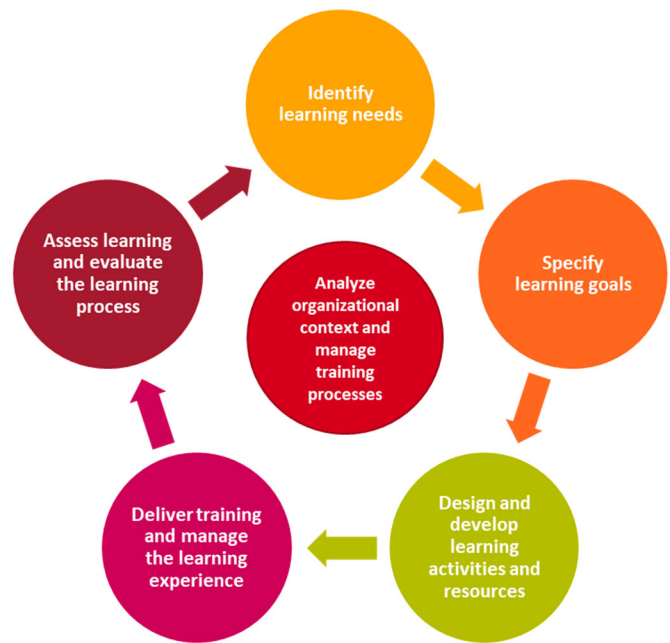 Identify
learning needs
Specify
learning goals
Design and
develop
learning
activities and
resources
Deliver training
and manage
the learning
experience
Assess learning
and evaluate
the learning
process
Analyze
organizational
context and
manage
training
processes